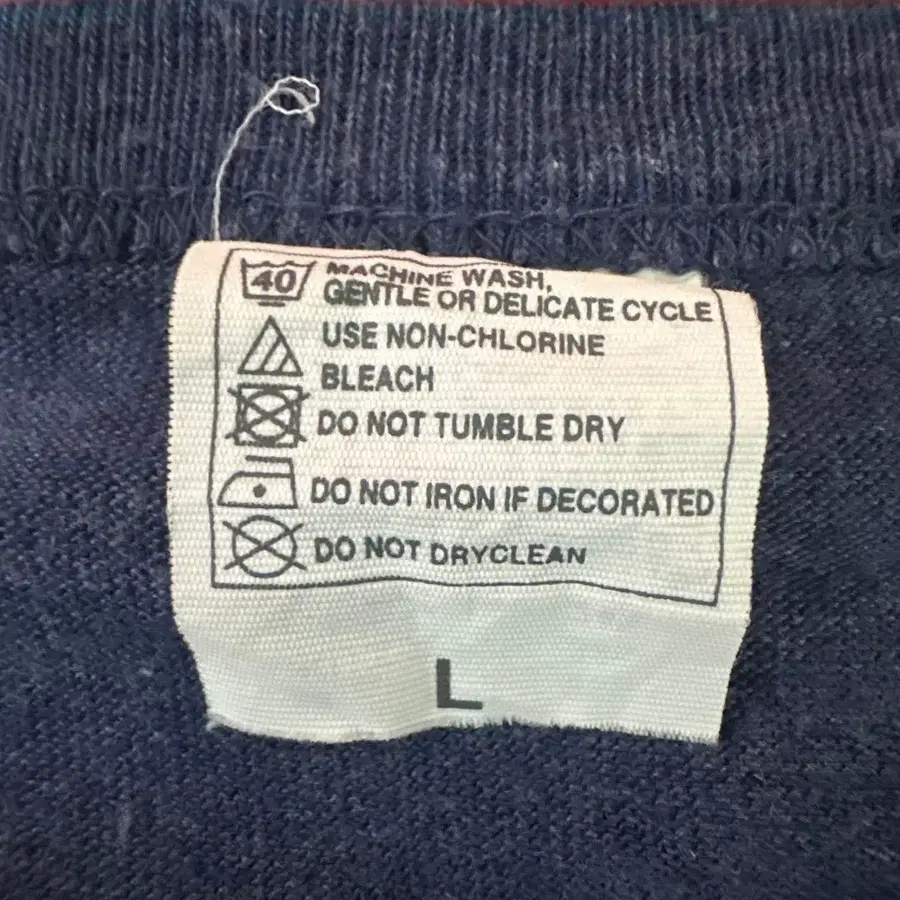 40 MACHINE WASH,
GENTLE OR DELICATE CYCLE
USE NON-CHLORINE
BLEACH
DO NOT TUMBLE DRY
DO NOT IRON IF DECORATED
DO NOT DRYCLEAN
L